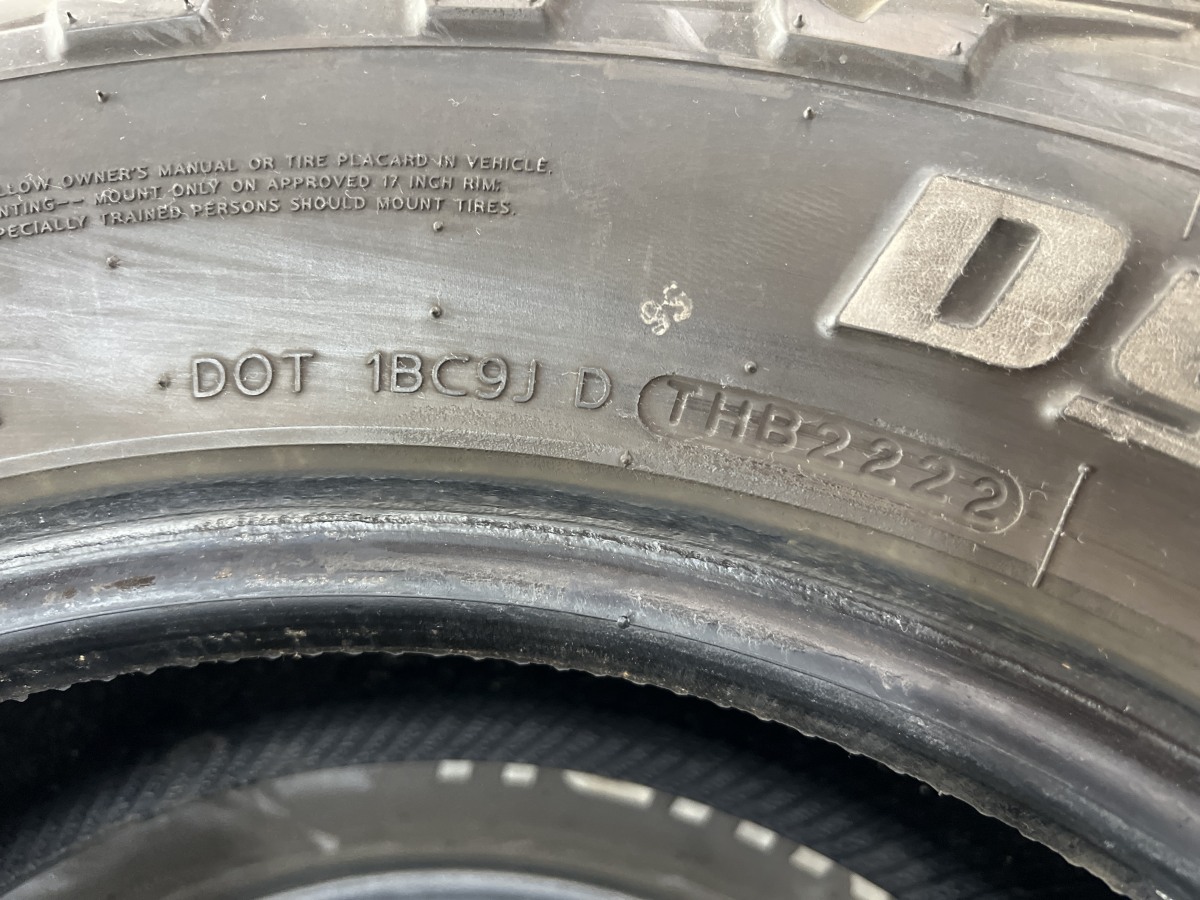 OWNER'S MANUAL OR TIRE PLACARD IN VEHICLE.
MOUNT ONLY ON APPROVED 17 INCH RIM:
TRAINED PERSONS SHOULD MOUNT TIRES.
DOT 1BC9J D THB2222